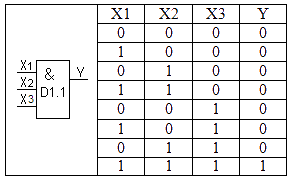 X1 X2 X3 Y
0 0 0 0
1 0 0 0
0 1 0 0
1 1 0 0
0 0 1 0
1 0 1 0
0 1 1 0
1 1 1 1
X1
X2
X3
&
D1.1
Y